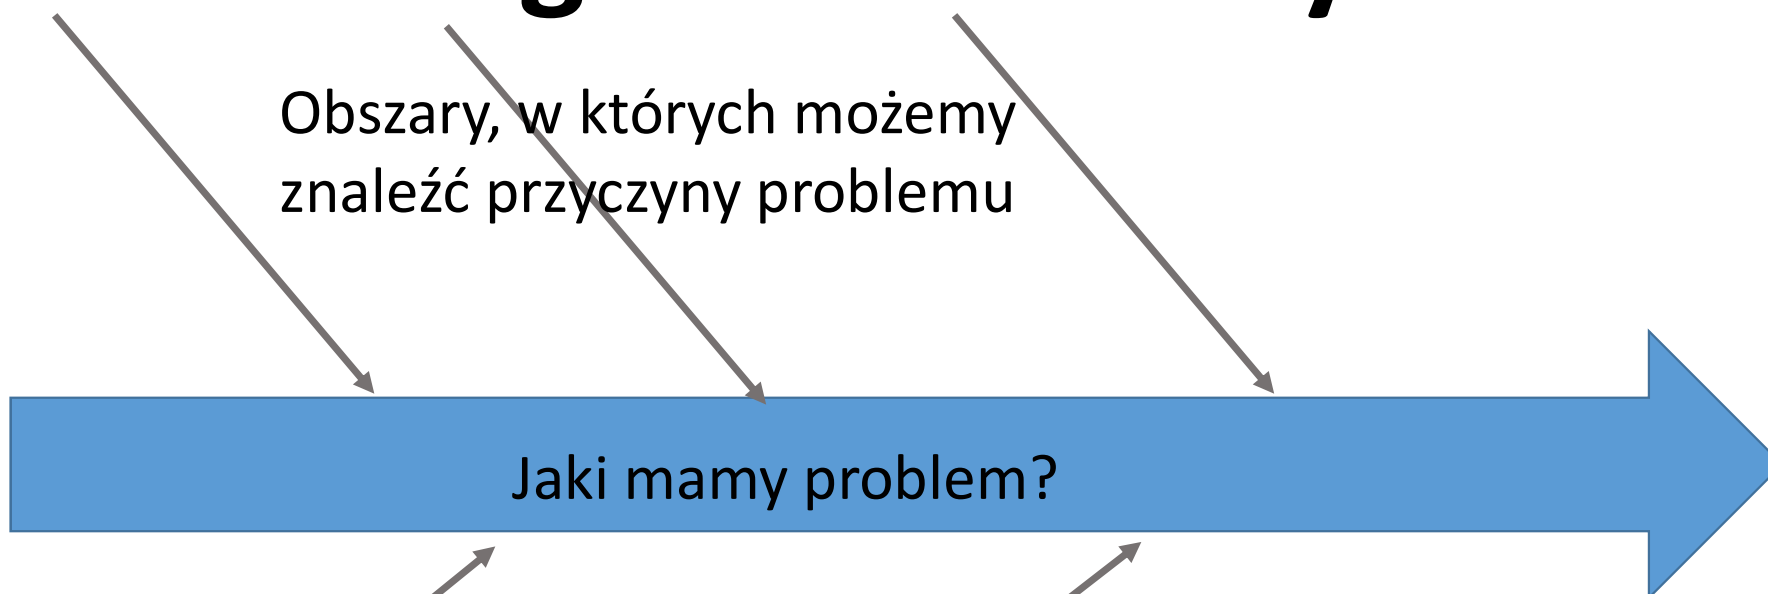 Obszary, w których możemy
znaleźć przyczyny problemu
Jaki mamy problem?